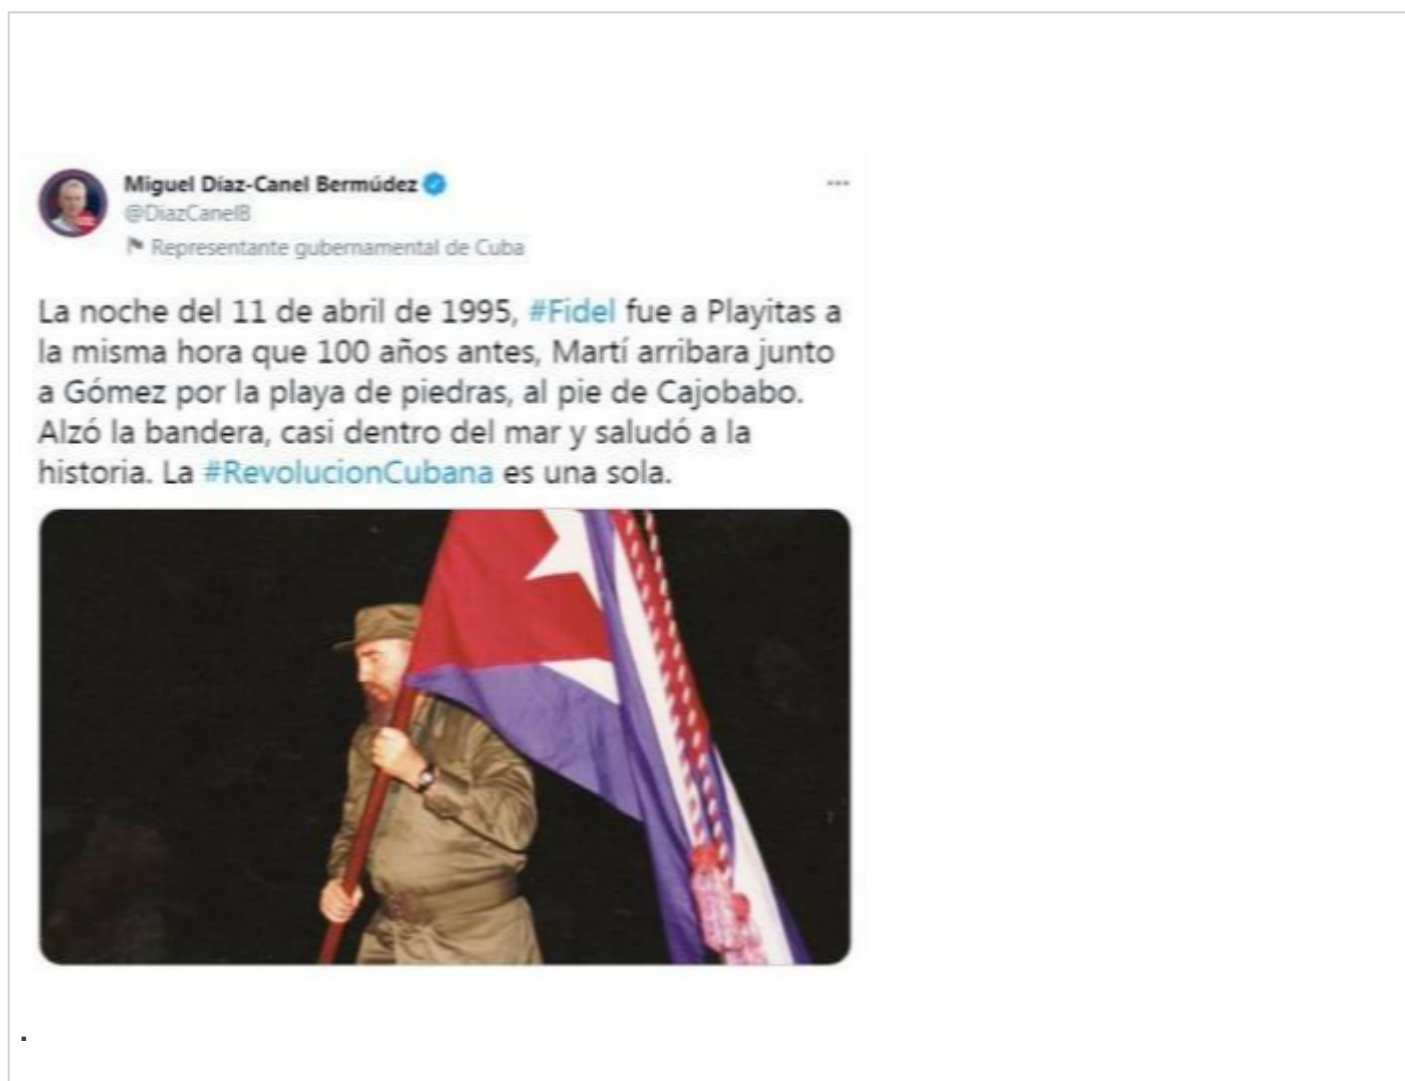 Miguel Díaz-Canel Bermúdez
@DiazCanelB
Representante gubernamental de Cuba
La noche del 11 de abril de 1995, #Fidel fue a Playitas a
la misma hora que 100 años antes, Martí arribara junto
a Gómez por la playa de piedras, al pie de Cajobabo.
Alzó la bandera, casi dentro del mar y saludó a la
historia. La #RevolucionCubana es una sola.
.